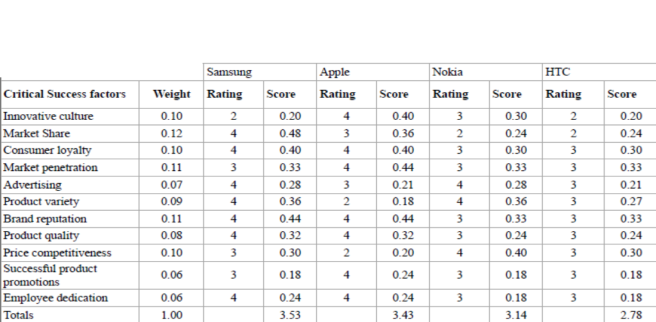 Samsung Apple Nokia HTC
Critical Success factors Weight Rating Score Rating Score Rating Score Rating Score
Innovative culture 0.10 2 0.20 4 0.40 3 0.30 2 0.20
Market Share 0.12 4 0.48 3 0.36 2 0.24 2 0.24
Consumer loyalty 0.10 4 0.40 4 0.40 3 0.30 3 0.30
Market penetration 0.11 3 0.33 4 0.44 3 0.33 3 0.33
Advertising 0.07 4 0.28 3 0.21 4 0.28 3 0.21
Product variety 0.09 4 0.36 2 0.18 4 0.36 3 0.27
Brand reputation 0.11 4 0.44 4 0.44 3 0.33 3 0.33
Product quality 0.08 4 0.32 4 0.32 3 0.24 3 0.24
Price competitiveness 0.10 3 0.30 2 0.20 4 0.40 3 0.30
Successful product
promotions 0.06 3 0.18 4 0.24 3 0.18 3 0.18
Employee dedication 0.06 4 0.24 4 0.24 3 0.18 3 0.18
Totals 1.00 3.53 3.43 3.14 2.78